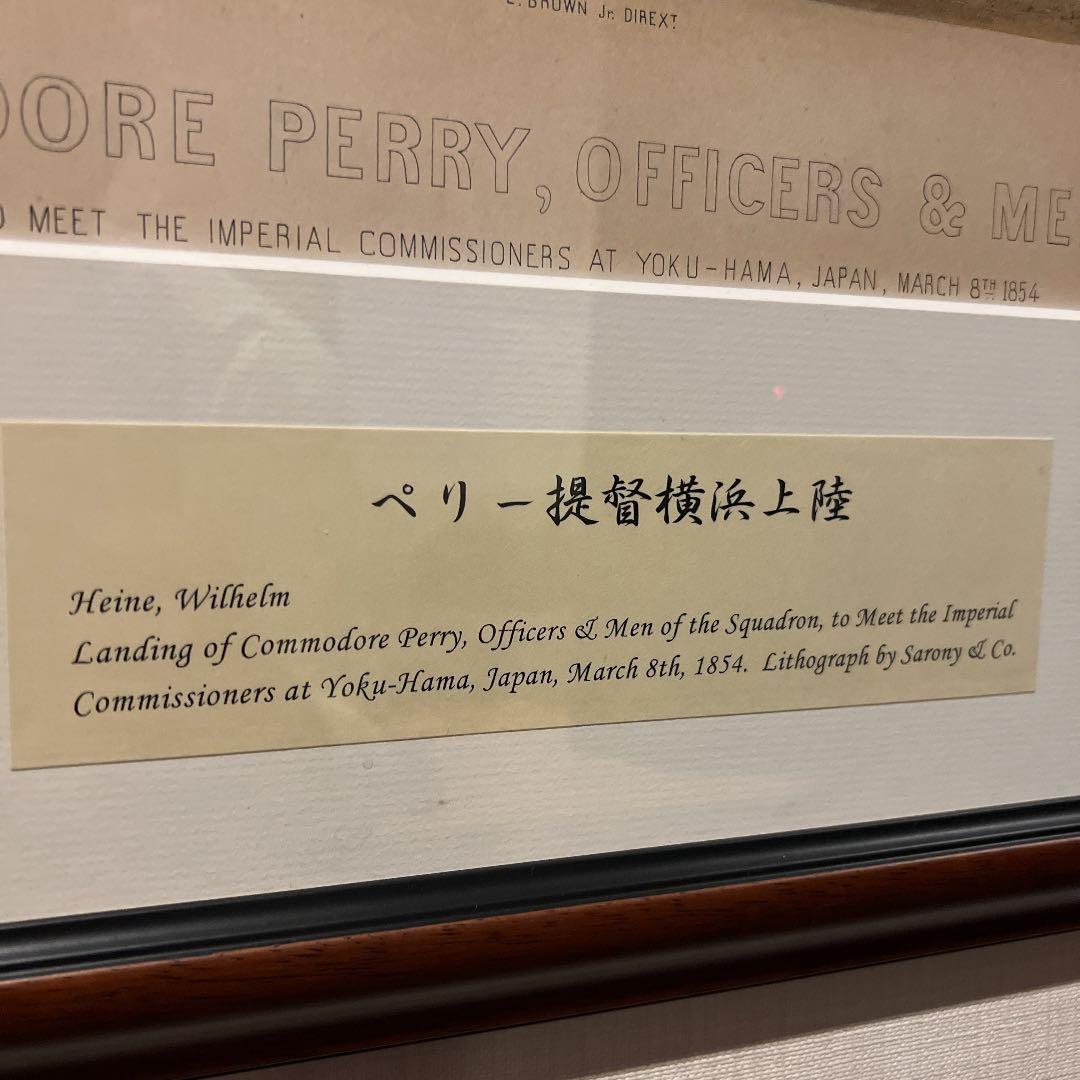 E. BROWN Jr. DIREXT.
ORE PERRY, OFFICERS & ME
MEET THE IMPERIAL COMMISSIONERS AT YOKU-HAMA, JAPAN, MARCH 8TH 1854
ペリー提督横浜上陸
Heine, Wilhelm
Landing of Commodore Perry, Officers & Men of the Squadron, to Meet the Imperial
Commissioners at Yoku-Hama, Japan, March 8th, 1854. Lithograph by Sarony & Co.